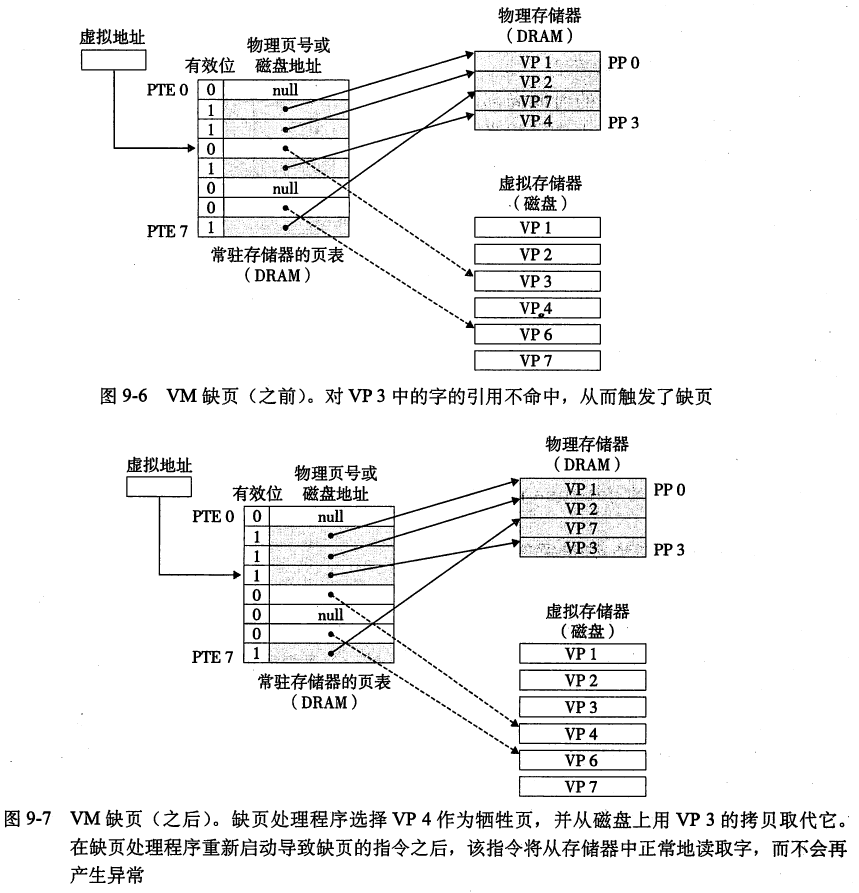 物理存储器
（DRAM）
虚拟地址
物理页号或
有效位 磁盘地址
PTE 0 0 null
1
1
0
1
0 null
0
PTE 7 1
常驻存储器的页表
（DRAM）
VP 1 PP 0
VP 2
VP 7
VP 4 PP 3
虚拟存储器
（磁盘）
VP 1
VP 2
VP 3
VP 4
VP 6
VP 7
图 9-6 VM 缺页（之前）。对 VP 3 中的字的引用不命中，从而触发了缺页
物理存储器
（DRAM）
虚拟地址
物理页号或
有效位 磁盘地址
PTE 0 0 null
1
1
1
0
0 null
0
PTE 7 1
常驻存储器的页表
（DRAM）
VP 1 PP 0
VP 2
VP 7
VP 3 PP 3
虚拟存储器
（磁盘）
VP 1
VP 2
VP 3
VP 4
VP 6
VP 7
图 9-7 VM 缺页（之后）。缺页处理程序选择 VP 4 作为牺牲页，并从磁盘上用 VP 3 的拷贝取代它。
在缺页处理程序重新启动导致缺页的指令之后，该指令将从存储器中正常地读取字，而不会再
产生异常